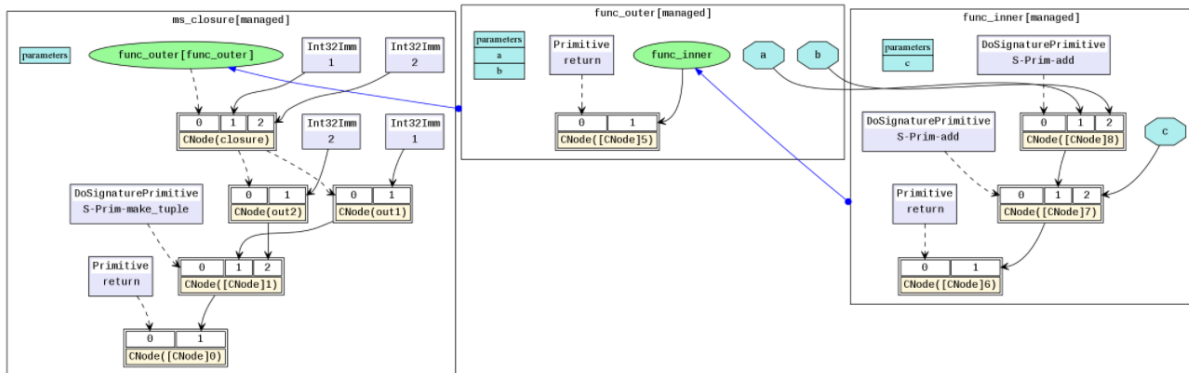 ms_closure[managed]
parameters
func_outer[func_outer]
Int32Imm
1
Int32Imm
2
0 1 2
CNode(closure)
Int32Imm
2
Int32Imm
1
DoSignaturePrimitive
S-Prim-make_tuple
0 1
CNode(out2)
0 1
CNode(out1)
Primitive
return
0 1 2
CNode([CNode]1)
0 1
CNode([CNode]0)
func_outer[managed]
parameters
a
b
Primitive
return
func_inner
a
b
0 1
CNode([CNode]5)
func_inner[managed]
parameters
c
DoSignaturePrimitive
S-Prim-add
DoSignaturePrimitive
S-Prim-add
0 1 2
CNode([CNode]8)
c
Primitive
return
0 1 2
CNode([CNode]7)
0 1
CNode([CNode]6)